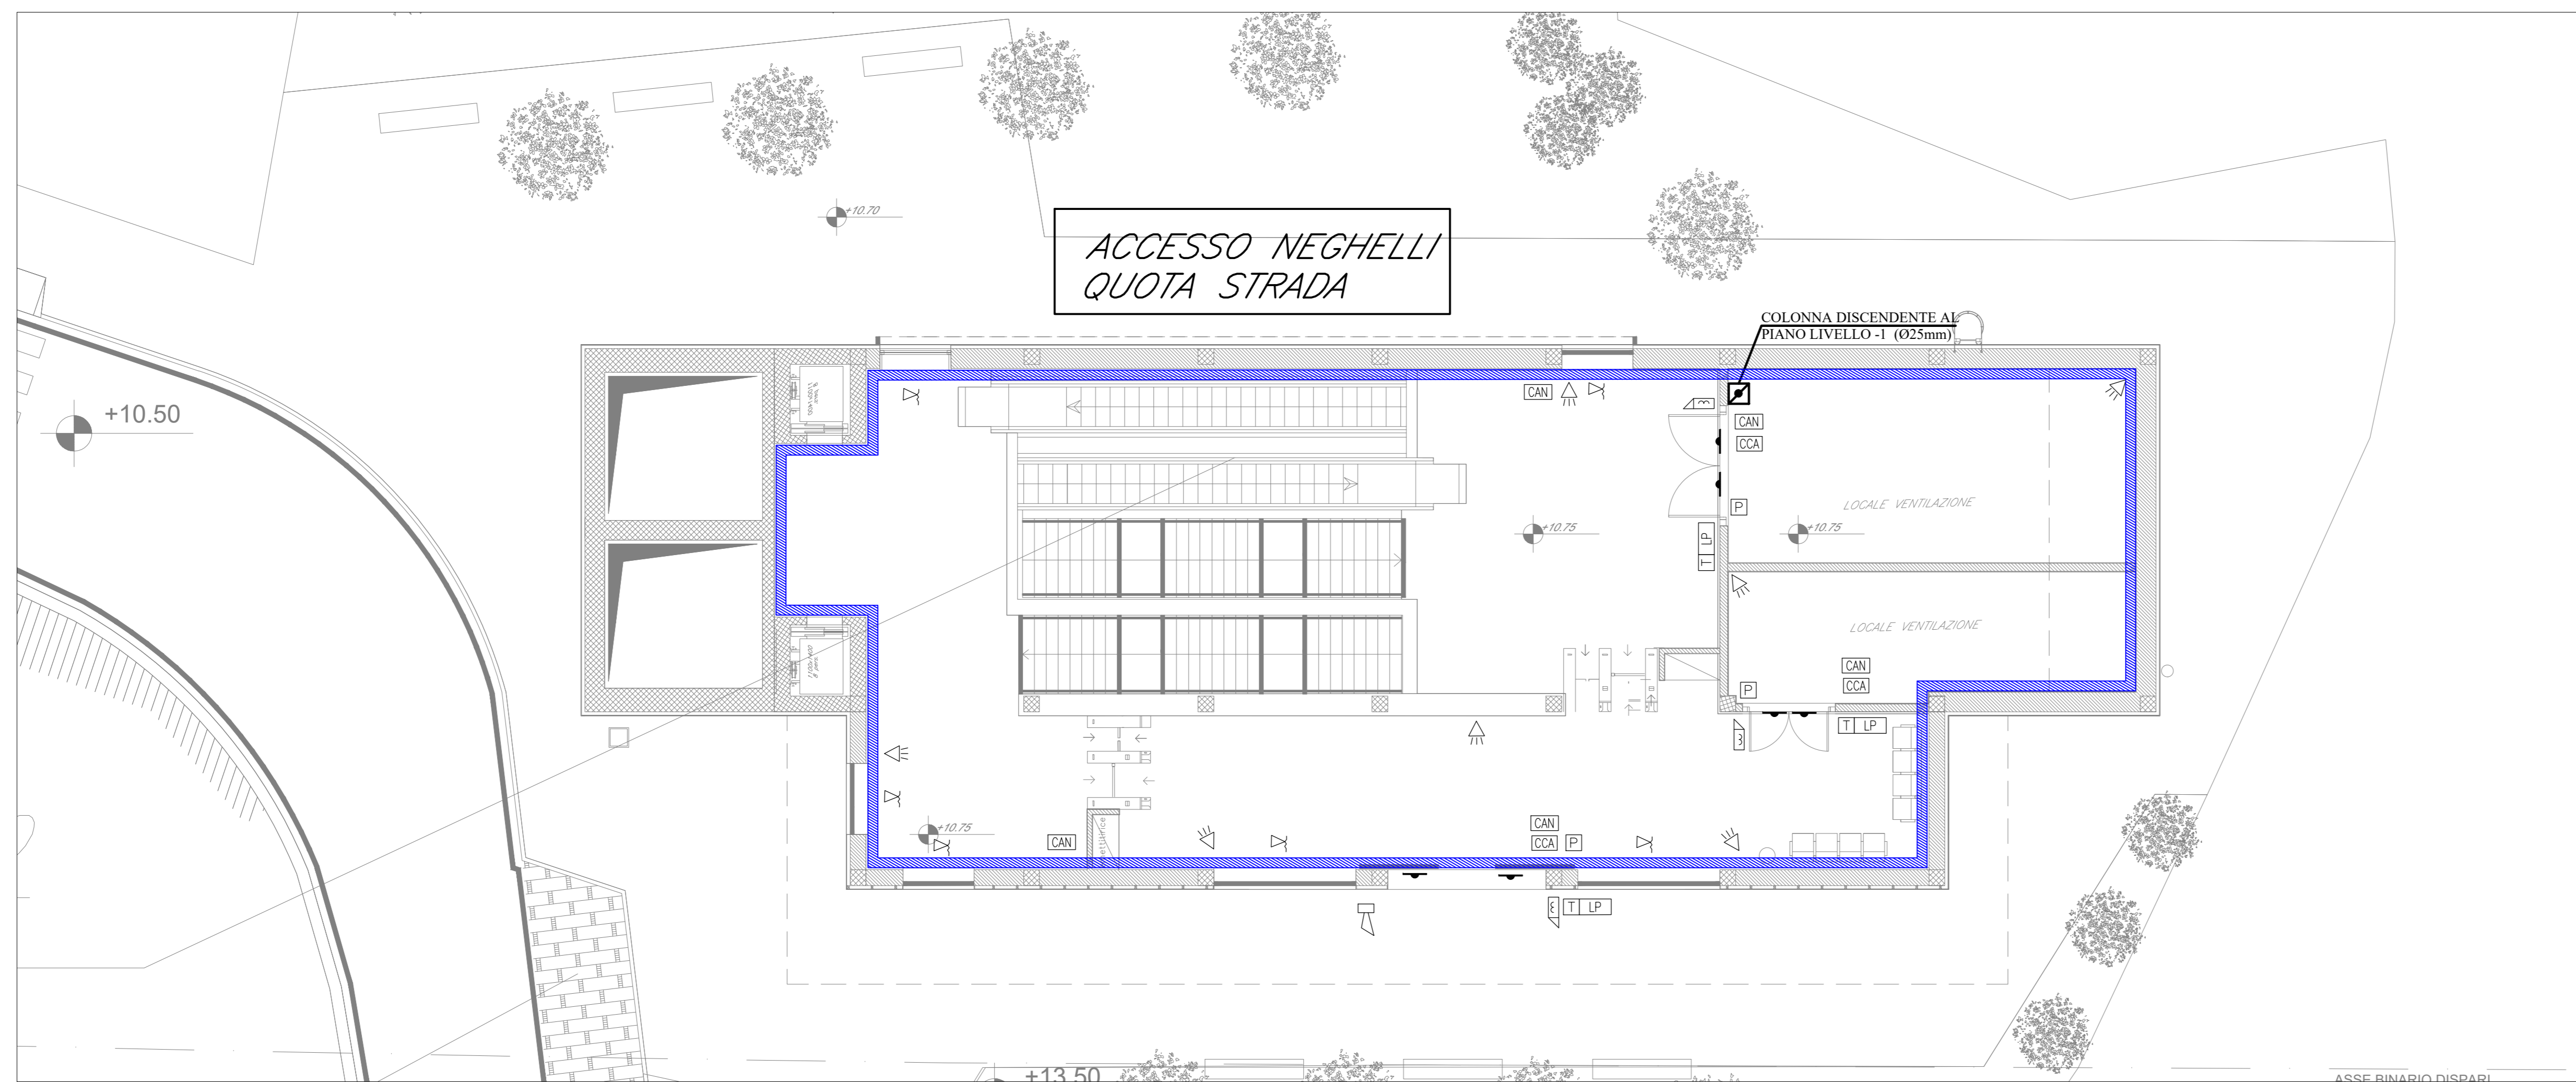 +10.70
ACCESSO NEGHELLI
QUOTA STRADA
COLONNA DISCENDENTE AL
PIANO LIVELLO -1 (Ø25mm)
+10.50
CAN
CAN
CCA
LOCALE VENTILAZIONE
P
+10.75
+10.75
T LP
LOCALE VENTILAZIONE
CAN
CCA
P
T LP
+10.75
CAN
CAN
CCA P
T LP
+13.50
ASSE BINARIO DISPARI